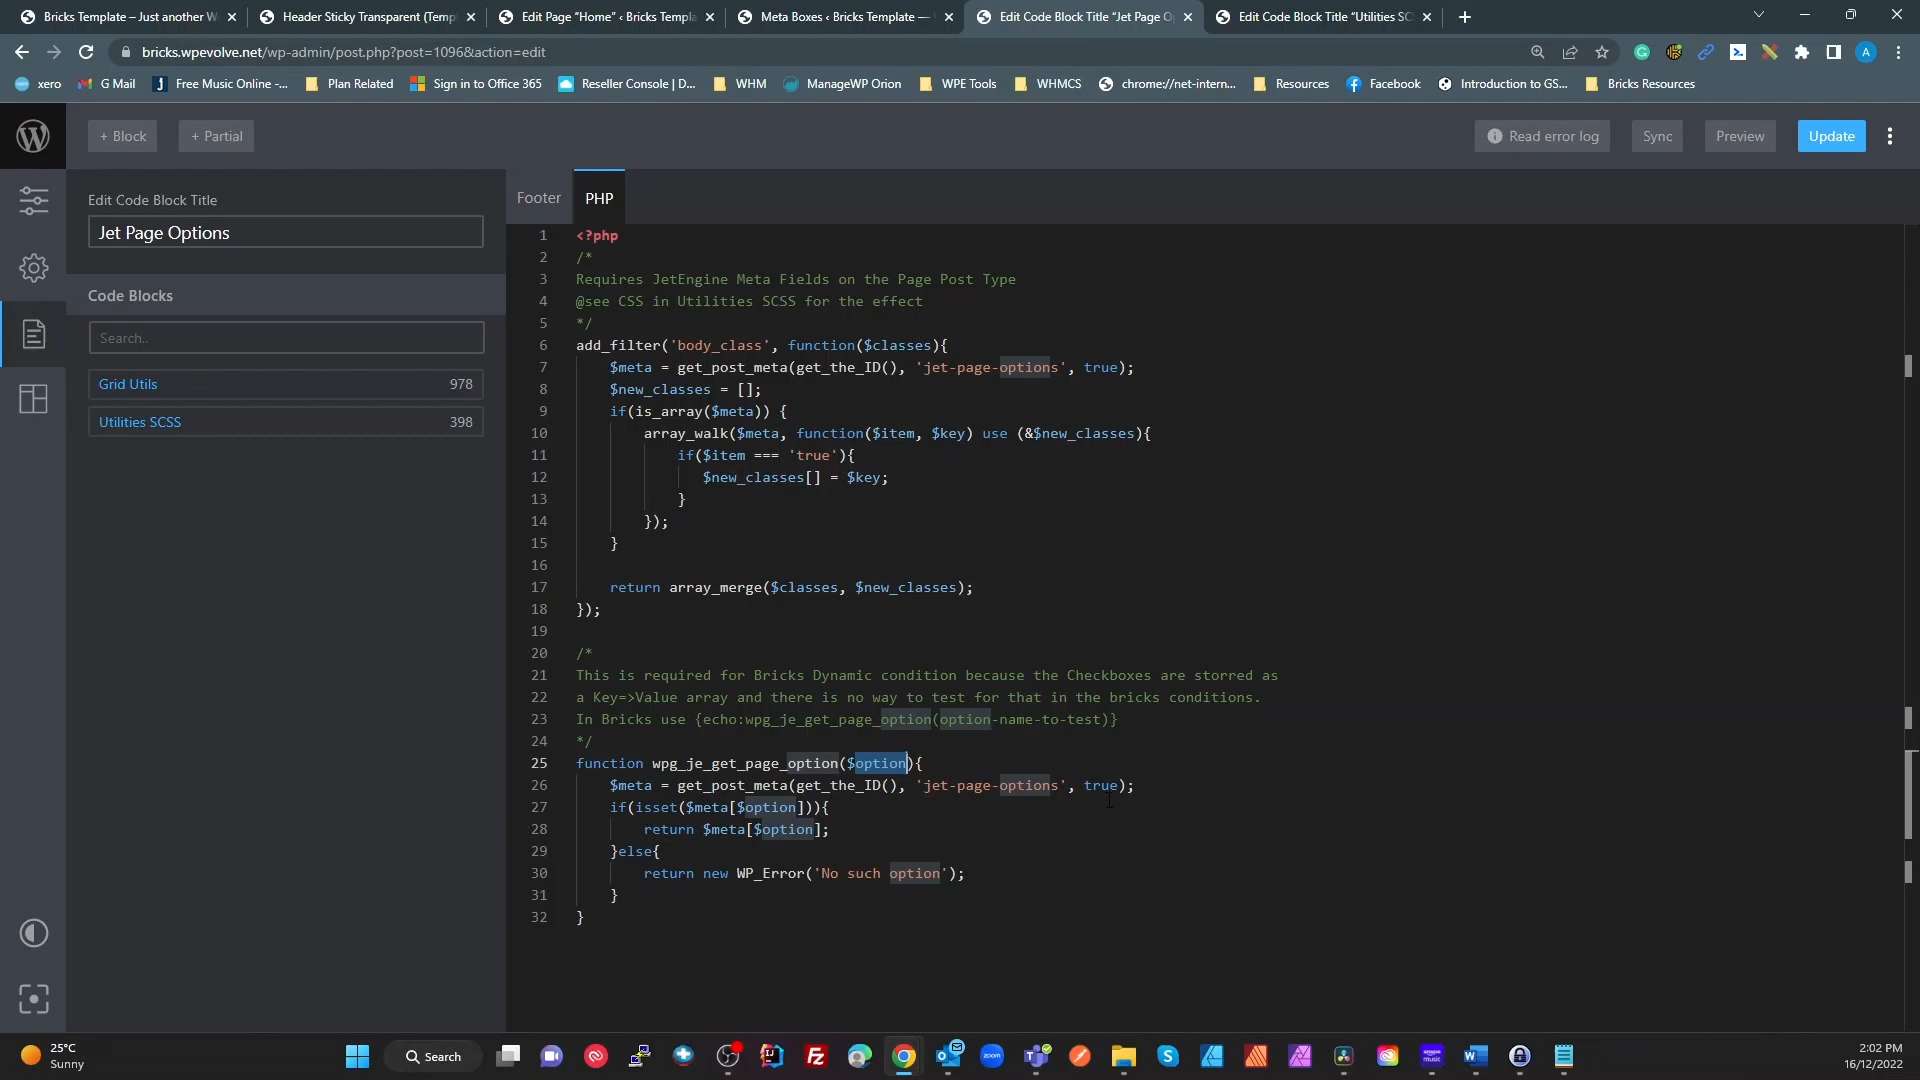 Bricks Template – Just another W
Header Sticky Transparent (Temp
Edit Page “Home” ‹ Bricks Templa
Meta Boxes ‹ Bricks Template —
Edit Code Block Title “Jet Page O
Edit Code Block Title “Utilities SC
bricks.wpevolve.net/wp-admin/post.php?post=1096&action=edit
A
xero
G Mail
Free Music Online -...
Plan Related
Sign in to Office 365
Reseller Console | D...
WHM
ManageWP Orion
WPE Tools
WHMCS
chrome://net-intern...
Resources
Facebook
Introduction to GS...
Bricks Resources
+ Block
+ Partial
Read error log
Sync
Preview
Update
Edit Code Block Title
Jet Page Options
Code Blocks
Search..
Grid Utils 978
Utilities SCSS 398
Footer
PHP
1 <?php
2 /*
3 Requires JetEngine Meta Fields on the Page Post Type
4 @see CSS in Utilities SCSS for the effect
5 */
6 add_filter('body_class', function($classes){
7 $meta = get_post_meta(get_the_ID(), 'jet-page-options', true);
8 $new_classes = [];
9 if(is_array($meta)) {
10 array_walk($meta, function($item, $key) use (&$new_classes){
11 if($item === 'true'){
12 $new_classes[] = $key;
13 }
14 });
15 }
16
17 return array_merge($classes, $new_classes);
18 });
19
20 /*
21 This is required for Bricks Dynamic condition because the Checkboxes are storred as
22 a Key=>Value array and there is no way to test for that in the bricks conditions.
23 In Bricks use {echo:wpg_je_get_page_option(option-name-to-test)}
24 */
25 function wpg_je_get_page_option($option){
26 $meta = get_post_meta(get_the_ID(), 'jet-page-options', true);
27 if(isset($meta[$option])){
28 return $meta[$option];
29 }else{
30 return new WP_Error('No such option');
31 }
32 }
25°C
Sunny
Search
zoom
2:02 PM
16/12/2022